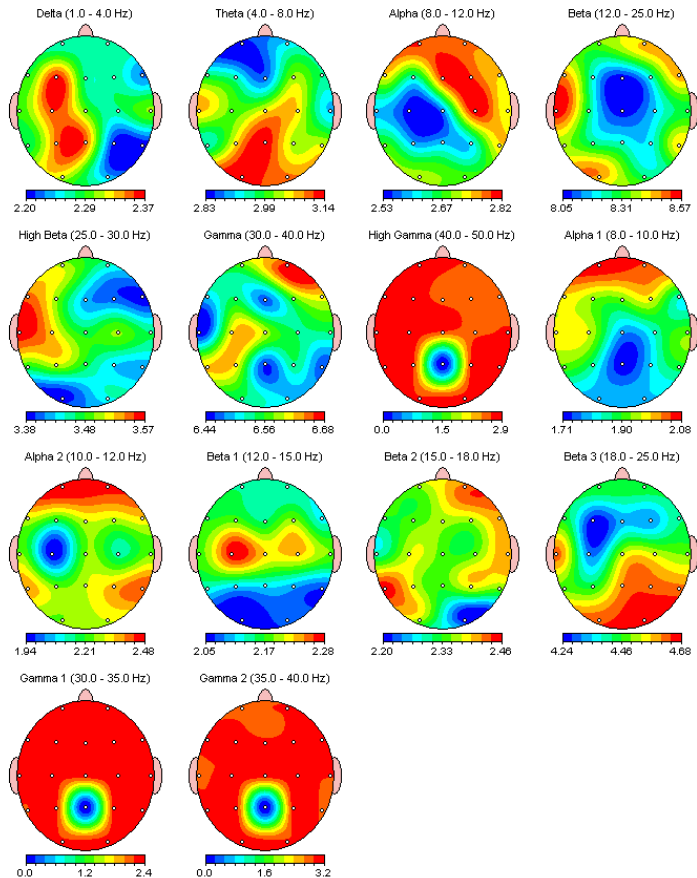 Delta (1.0 - 4.0 Hz) Theta (4.0 - 8.0 Hz) Alpha (8.0 - 12.0 Hz) Beta (12.0 - 25.0 Hz)
2.20 2.29 2.37 2.83 2.99 3.14 2.53 2.67 2.82 8.05 8.31 8.57
High Beta (25.0 - 30.0 Hz) Gamma (30.0 - 40.0 Hz) High Gamma (40.0 - 50.0 Hz) Alpha 1 (8.0 - 10.0 Hz)
3.38 3.48 3.57 6.44 6.56 6.68 0.0 1.5 2.9 1.71 1.90 2.08
Alpha 2 (10.0 - 12.0 Hz) Beta 1 (12.0 - 15.0 Hz) Beta 2 (15.0 - 18.0 Hz) Beta 3 (18.0 - 25.0 Hz)
1.94 2.21 2.48 2.05 2.17 2.28 2.20 2.33 2.46 4.24 4.46 4.68
Gamma 1 (30.0 - 35.0 Hz) Gamma 2 (35.0 - 40.0 Hz)
0.0 1.2 2.4 0.0 1.6 3.2